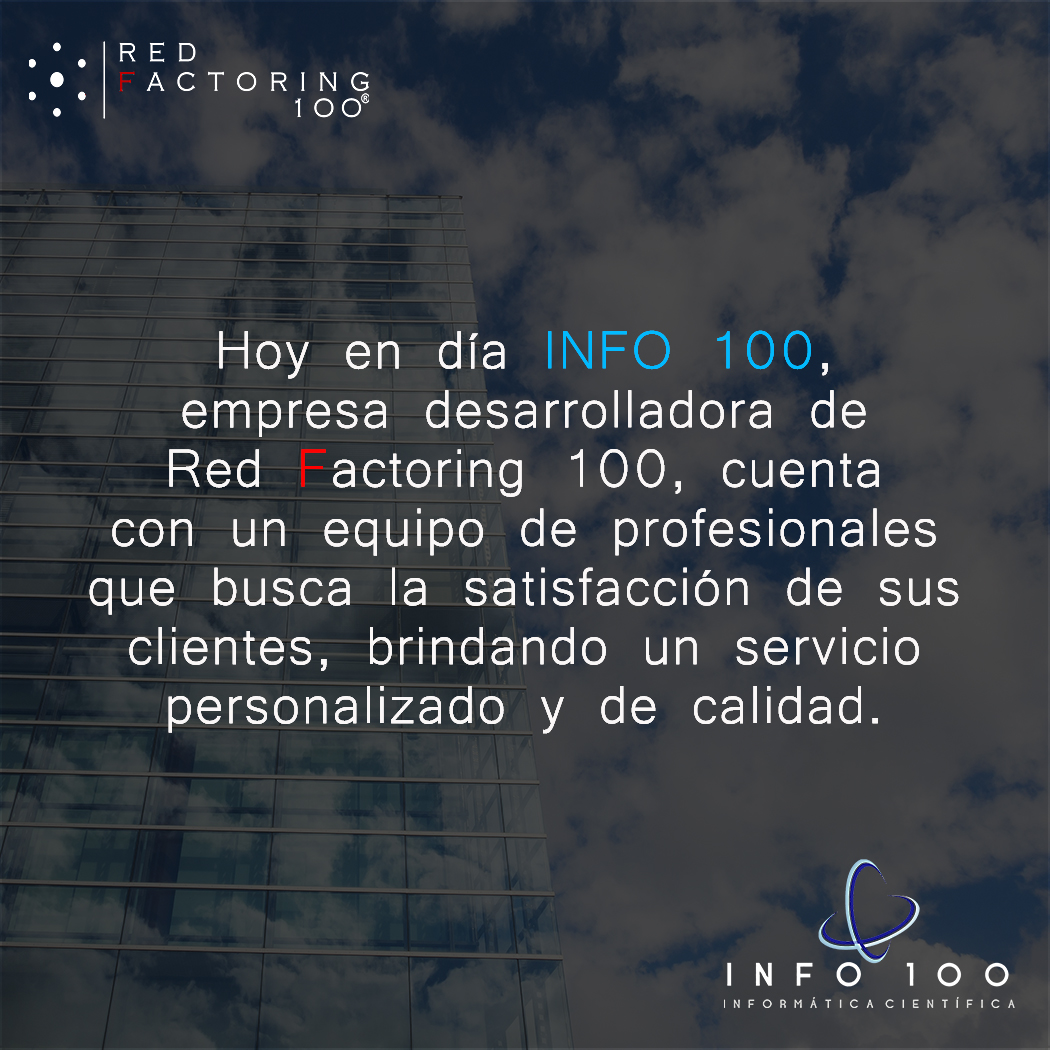 RED
FACTORING
100®
Hoy en día INFO 100,
empresa desarrolladora de
Red Factoring 100, cuenta
con un equipo de profesionales
que busca la satisfacción de sus
clientes, brindando un servicio
personalizado y de calidad.
INFO 100
INFORMÁTICA CIENTÍFICA